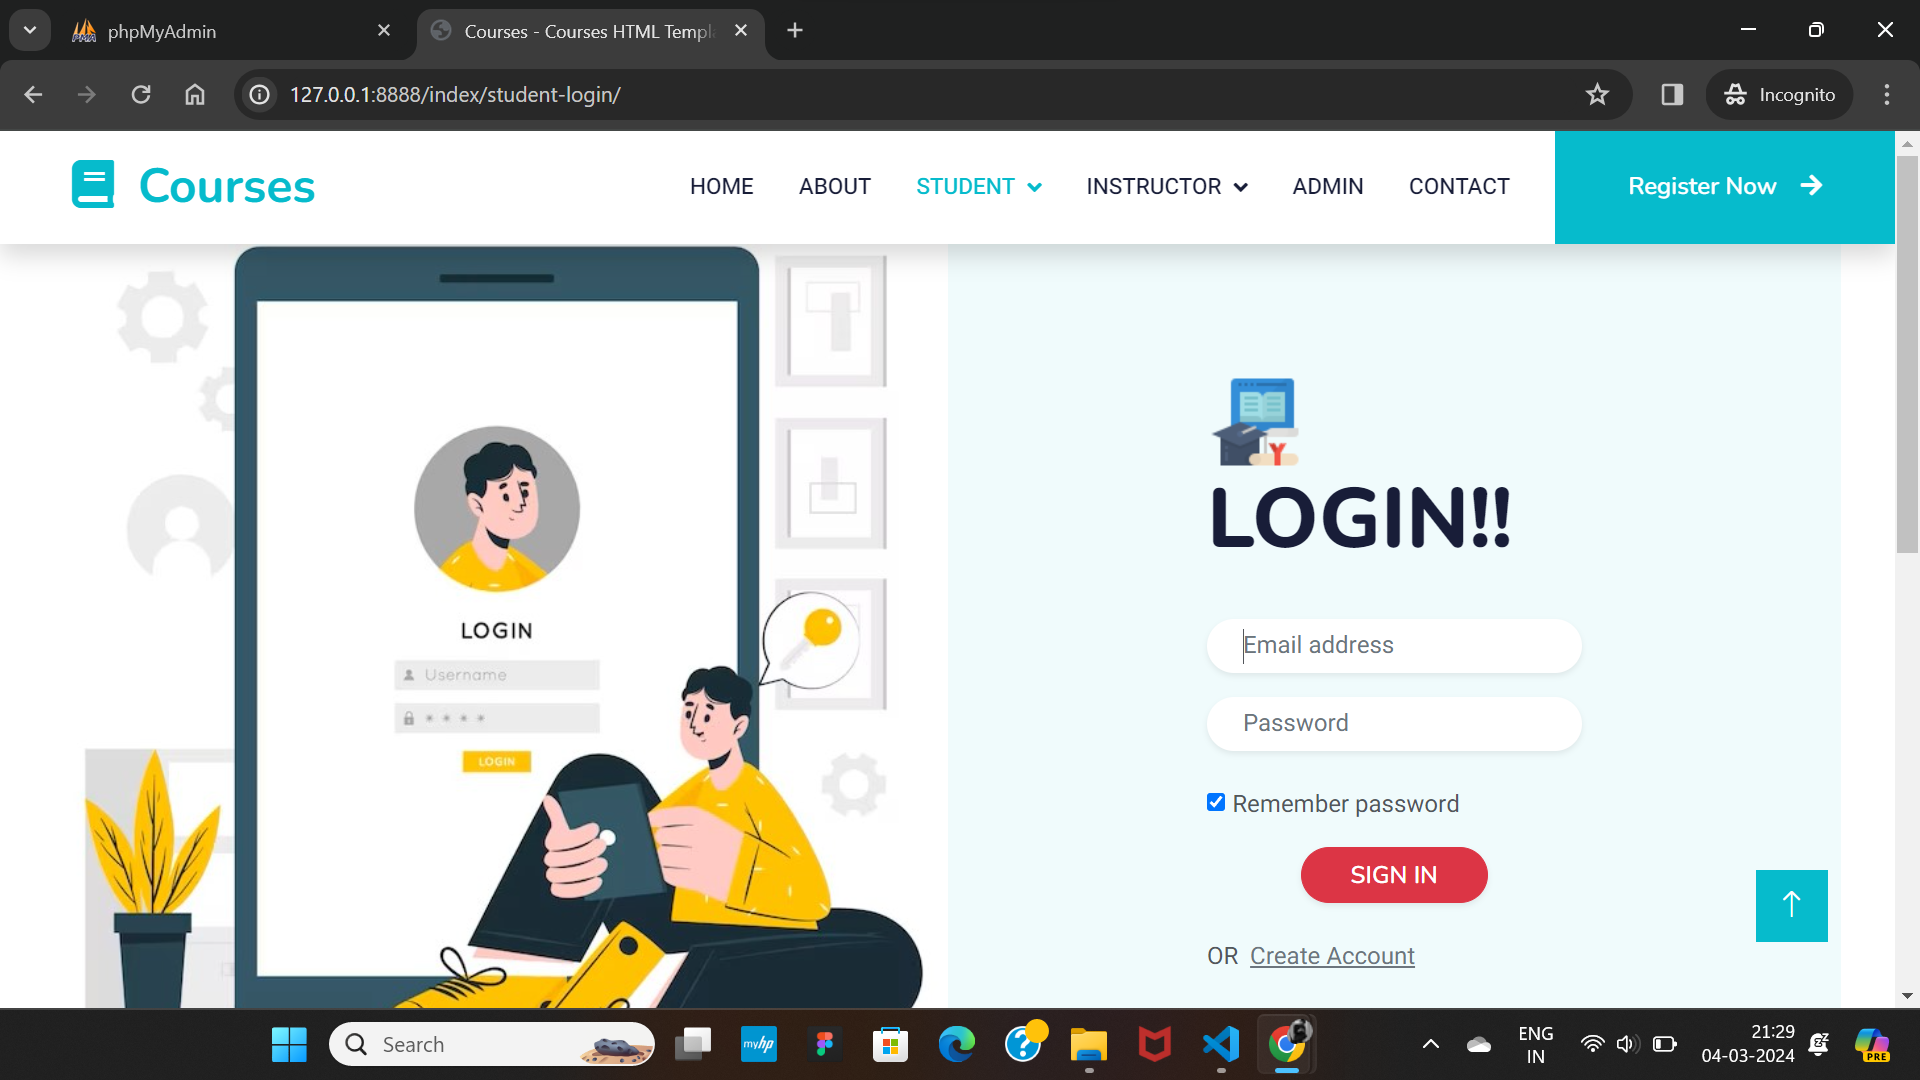 phpMyAdmin
Courses - Courses HTML Templ
127.0.0.1:8888/index/student-login/
Incognito
Courses
HOME
ABOUT
STUDENT
INSTRUCTOR
ADMIN
CONTACT
Register Now
LOGIN!!
Email address
Password
Remember password
SIGN IN
OR Create Account
LOGIN
Username
* * * *
LOGIN
Search
myhp
ENG
IN
21:29
04-03-2024
PRE